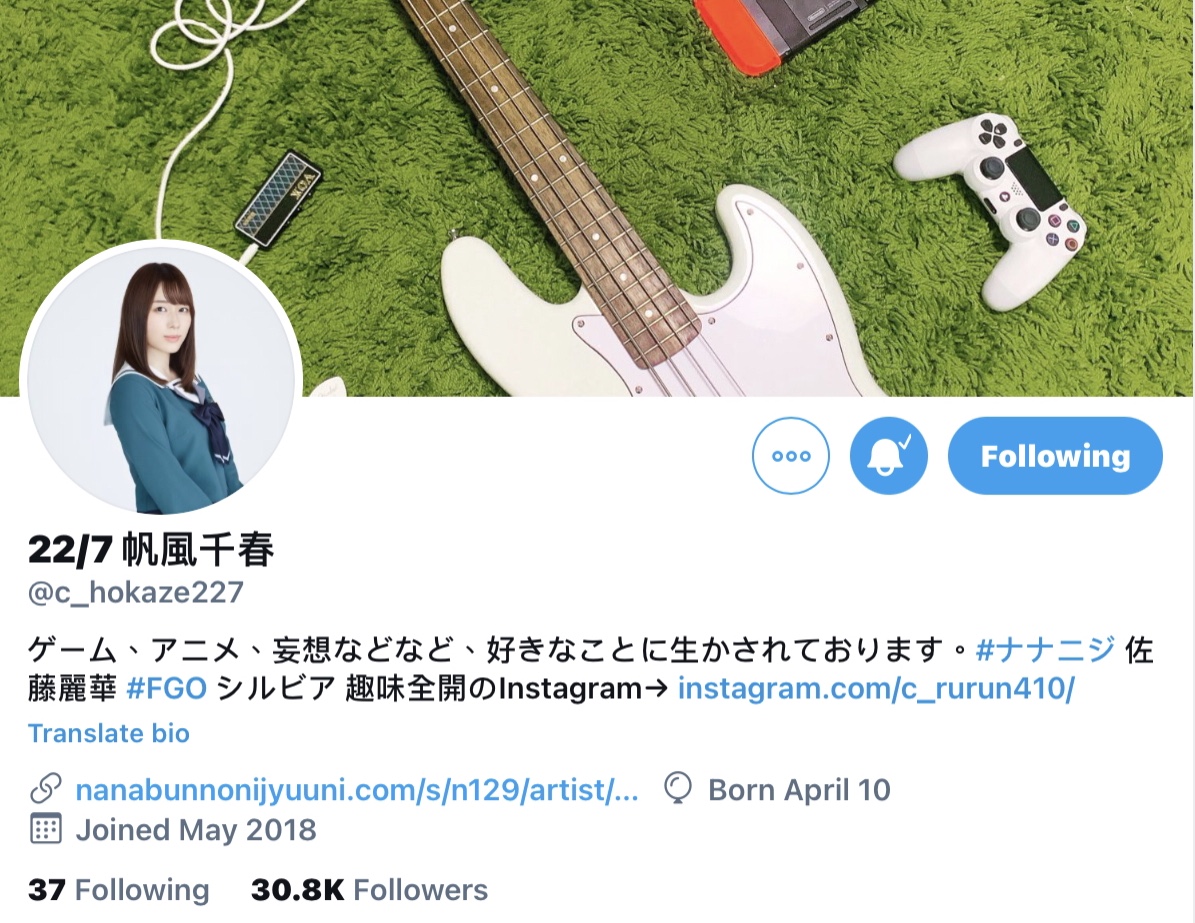 VOX
22/7 帆風千春
@c_hokaze227
Following
ゲーム、アニメ、妄想などなど、好きなことに生かされております。#ナナニジ 佐
藤麗華 #FGO シルビア 趣味全開のInstagram→ instagram.com/c_rurun410/
Translate bio
nanabunnonijyuuni.com/s/n129/artist/... Born April 10
Joined May 2018
37 Following 30.8K Followers